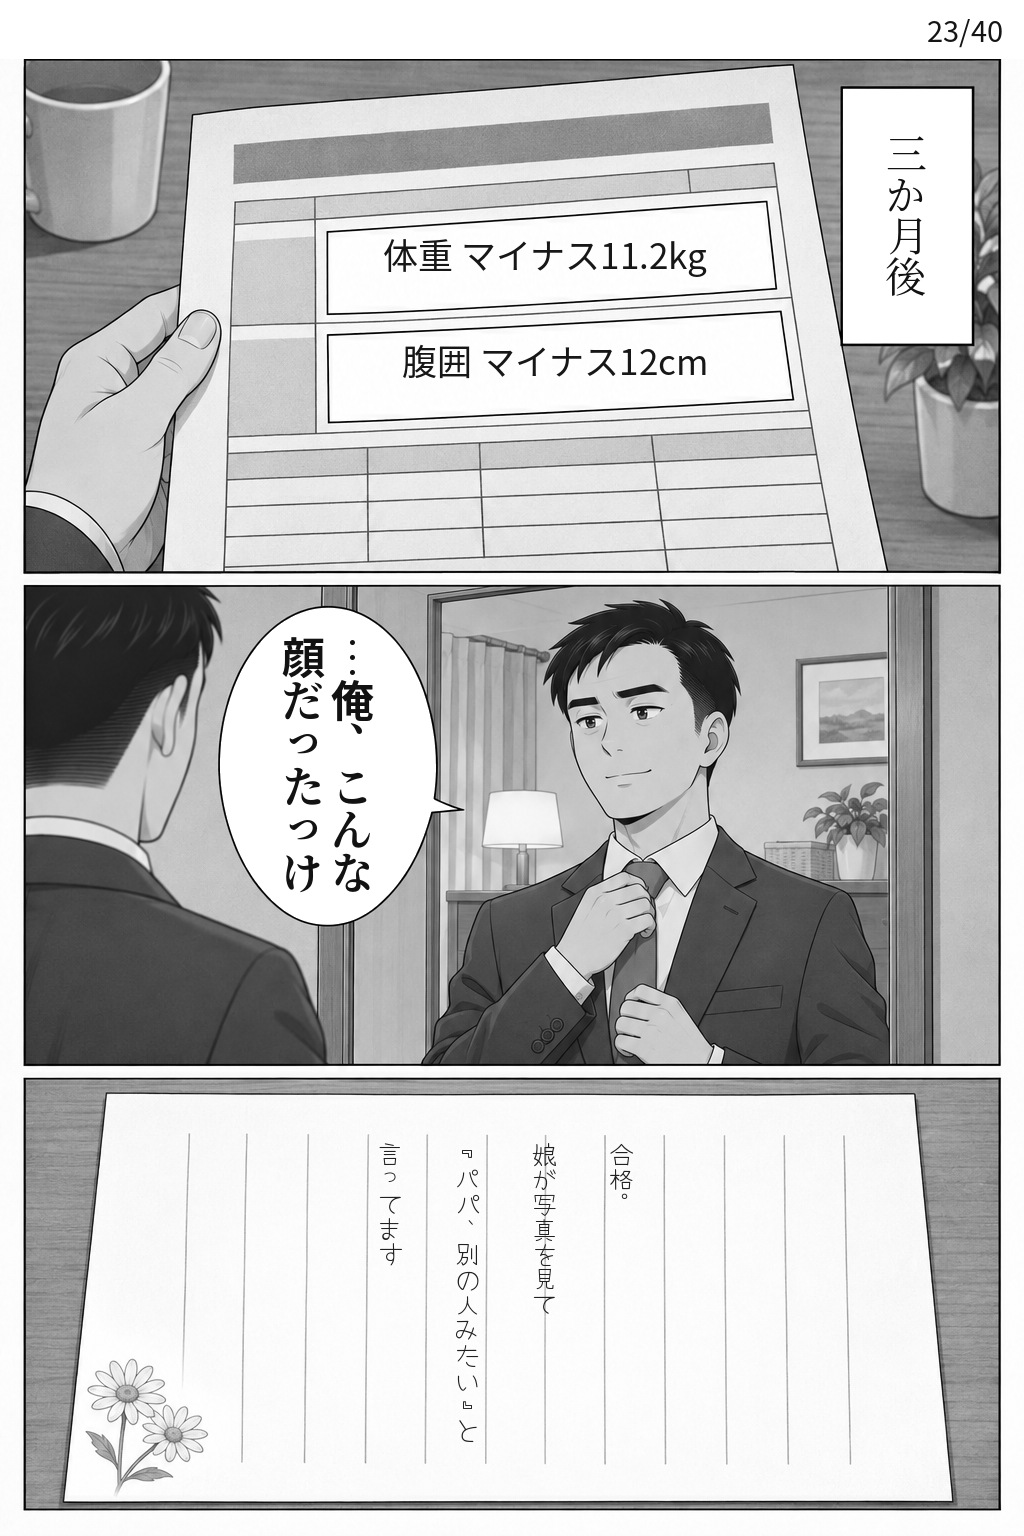 23/40
三か月後
体重 マイナス11.2kg
腹囲 マイナス12cm
…俺、こんな
顔だったっけ
合格。
娘が写真を見て
『パパ、別の人みたい』と
言ってます